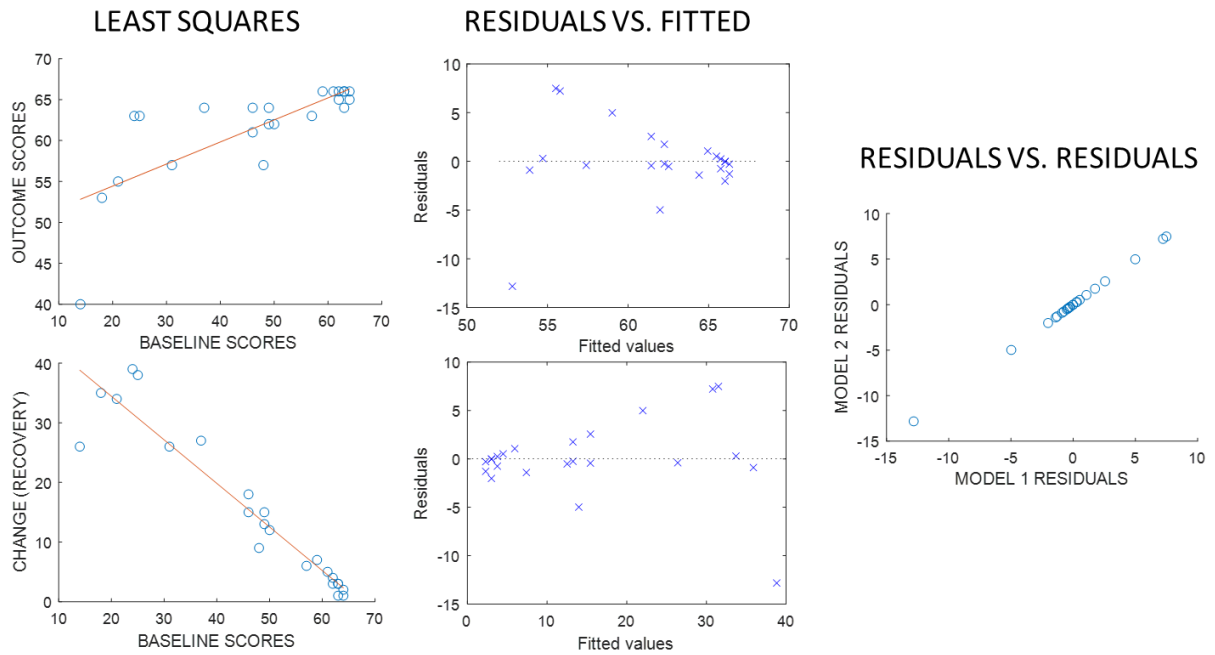 LEAST SQUARES
RESIDUALS VS. FITTED
OUTCOME SCORES
70
65
60
55
50
45
40
10 20 30 40 50 60 70
BASELINE SCORES
Residuals
10
5
0
-5
-10
-15
50 55 60 65 70
Fitted values
CHANGE (RECOVERY)
40
30
20
10
0
10 20 30 40 50 60 70
BASELINE SCORES
Residuals
10
5
0
-5
-10
-15
0 10 20 30 40
Fitted values
RESIDUALS VS. RESIDUALS
MODEL 2 RESIDUALS
10
5
0
-5
-10
-15
-15 -10 -5 0 5 10
MODEL 1 RESIDUALS